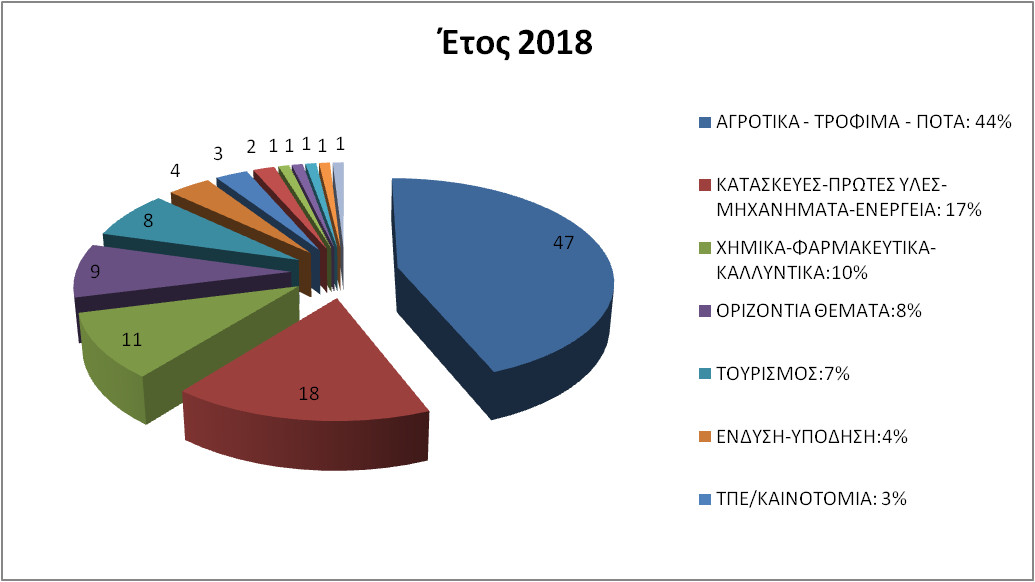 Έτος 2018
47
18
11
9
8
4
3
2
1
1
1
1
1
ΑΓΡΟΤΙΚΑ - ΤΡΟΦΙΜΑ - ΠΟΤΑ: 44%
ΚΑΤΑΣΚΕΥΕΣ-ΠΡΩΤΕΣ ΥΛΕΣ-
ΜΗΧΑΝΗΜΑΤΑ-ΕΝΕΡΓΕΙΑ: 17%
ΧΗΜΙΚΑ-ΦΑΡΜΑΚΕΥΤΙΚΑ-
ΚΑΛΛΥΝΤΙΚΑ:10%
ΟΡΙΖΟΝΤΙΑ ΘΕΜΑΤΑ:8%
ΤΟΥΡΙΣΜΟΣ:7%
ΕΝΔΥΣΗ-ΥΠΟΔΗΣΗ:4%
ΤΠΕ/ΚΑΙΝΟΤΟΜΙΑ: 3%